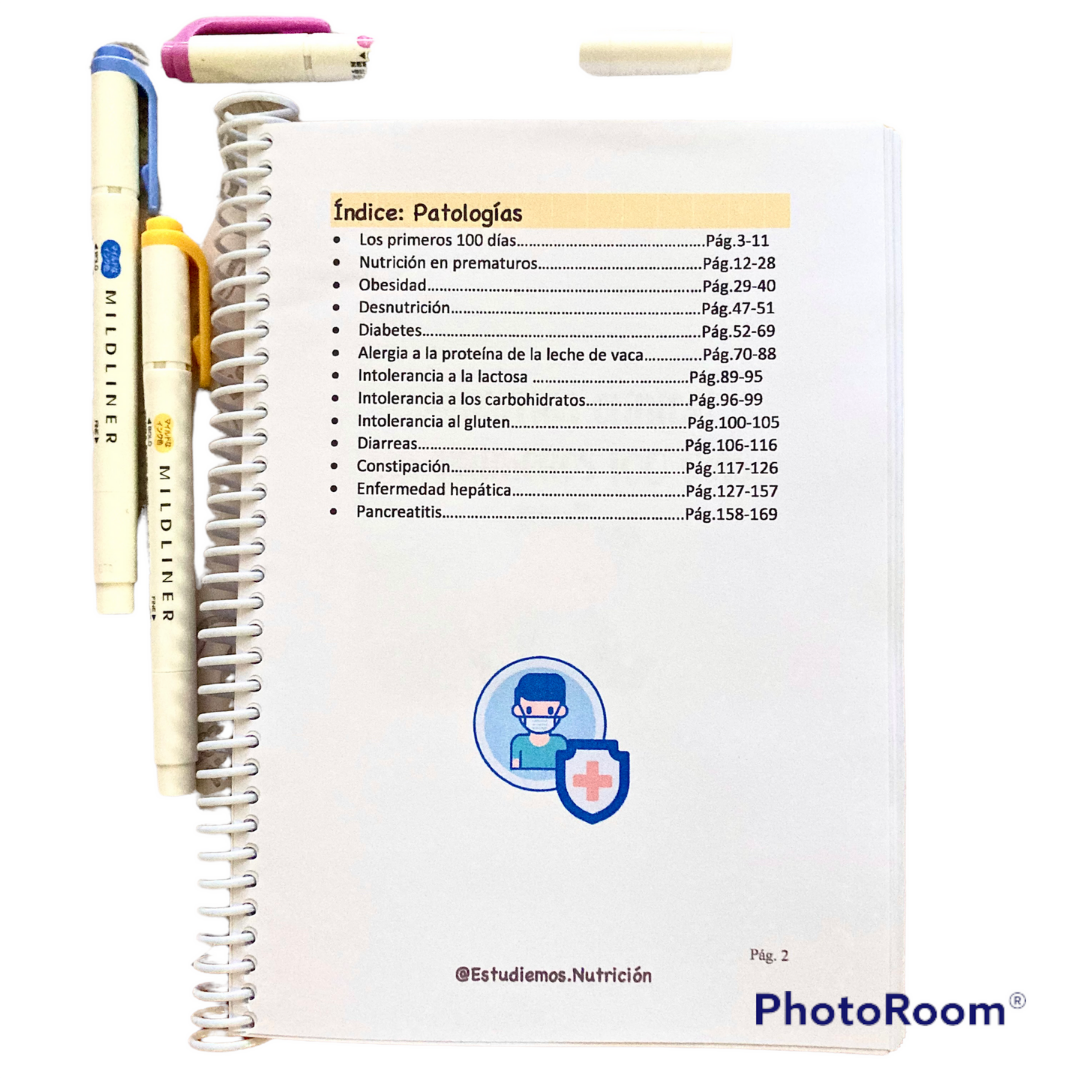 Índice: Patologías
• Los primeros 100 días......................................................Pág.3-11
• Nutrición en prematuros...............................................Pág.12-28
• Obesidad...............................................................................Pág.29-40
• Desnutrición........................................................................Pág.47-51
• Diabetes................................................................................Pág.52-69
• Alergia a la proteína de la leche de vaca.............Pág.70-88
• Intolerancia a la lactosa .............................................Pág.89-95
• Intolerancia a los carbohidratos.............................Pág.96-99
• Intolerancia al gluten...................................................Pág.100-105
• Diarreas.............................................................................Pág.106-116
• Constipación....................................................................Pág.117-126
• Enfermedad hepática..................................................Pág.127-157
• Pancreatitis......................................................................Pág.158-169
Pág. 2
@Estudiemos.Nutrición
PhotoRoom®
MILDLINER
MILDLINER